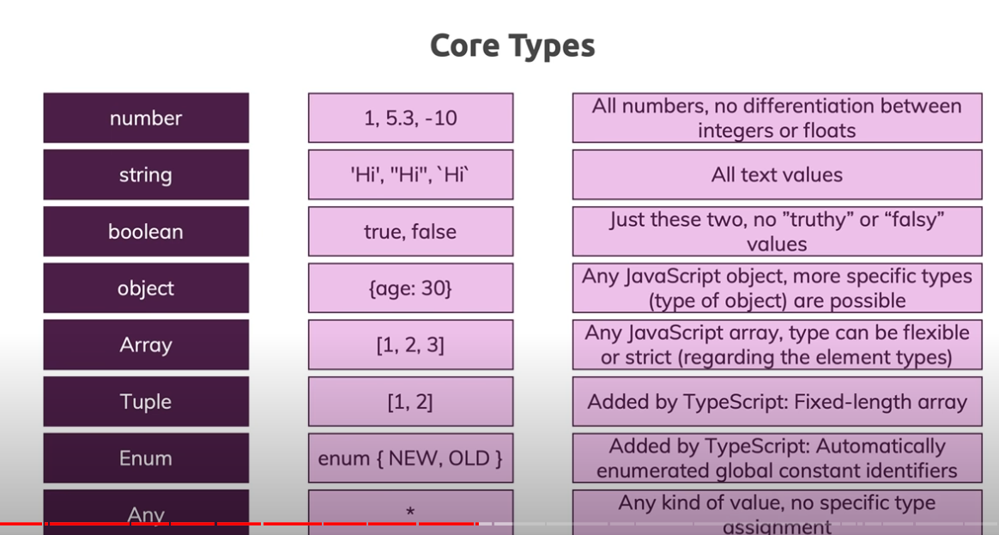 Core Types
number
1, 5.3, -10
All numbers, no differentiation between
integers or floats
string
'Hi', "Hi", `Hi`
All text values
boolean
true, false
Just these two, no ”truthy” or “falsy”
values
object
{age: 30}
Any JavaScript object, more specific types
(type of object) are possible
Array
[1, 2, 3]
Any JavaScript array, type can be flexible
or strict (regarding the element types)
Tuple
[1, 2]
Added by TypeScript: Fixed-length array
Enum
enum { NEW, OLD }
Added by TypeScript: Automatically
enumerated global constant identifiers
Any
*
Any kind of value, no specific type
assignment